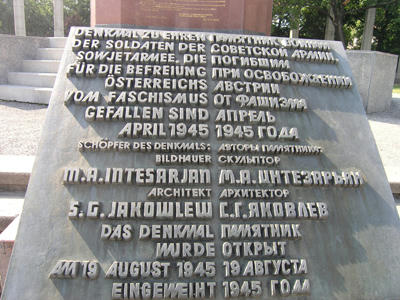 DENKMAL ZU EHREN ПАМЯТНИК ВОИНАМ
DER SOLDATEN DER СОВЕТСКОЙ АРМИИ,
SOWJETARMEE, DIE ПОГИБШИМ
FÜR DIE BEFREIUNG ПРИ ОСВОБОЖДЕНИИ
ÖSTERREICHS АВСТРИИ
VOM FASCHISMUS ОТ ФАШИЗМА
GEFALLEN SIND АПРЕЛЬ
APRIL 1945 1945 ГОДА
SCHÖPFER DES DENKMALS: АВТОРЫ ПАМЯТНИКА:
BILDHAUER СКУЛЬПТОР
M.A. INTESARJAN М.А. ИНТЕЗАРЬЯН
ARCHITEKT АРХИТЕКТОР
S.G. JAKOWLEW С.Г. ЯКОВЛЕВ
DAS DENKMAL ПАМЯТНИК
WURDE ОТКРЫТ
AM 19 AUGUST 1945 19 АВГУСТА
EINGEWEIHT 1945 ГОДА